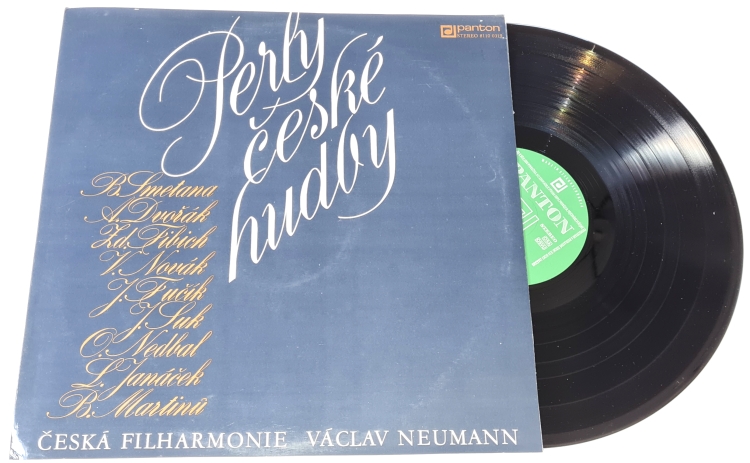 panton
STEREO
Perly
české
hudby
B. Smetana
A. Dvořák
Zd. Fibich
V. Novák
J. Fučík
J. Suk
O. Nedbal
L. Janáček
B. Martinů
ČESKÁ FILHARMONIE VÁCLAV NEUMANN
PANTON